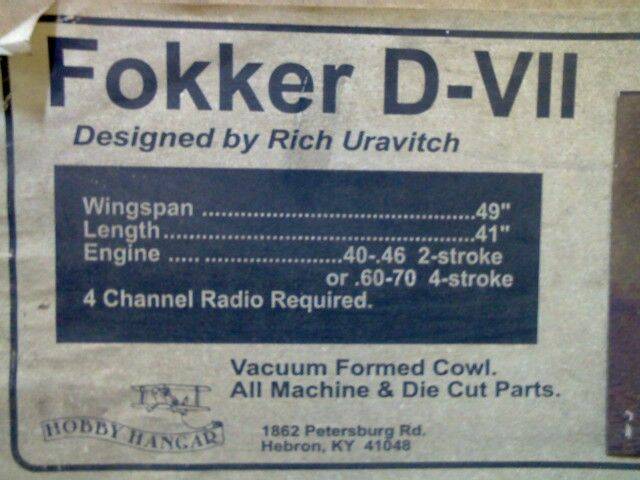 Fokker D-VII
Designed by Rich Uravitch
Wingspan ................................................49"
Length.......................................................41"
Engine ..... ........................40-.46 2-stroke
or .60-70 4-stroke
4 Channel Radio Required.
Vacuum Formed Cowl.
All Machine & Die Cut Parts.
HOBBY HANGAR
1862 Petersburg Rd.
Hebron, KY 41048